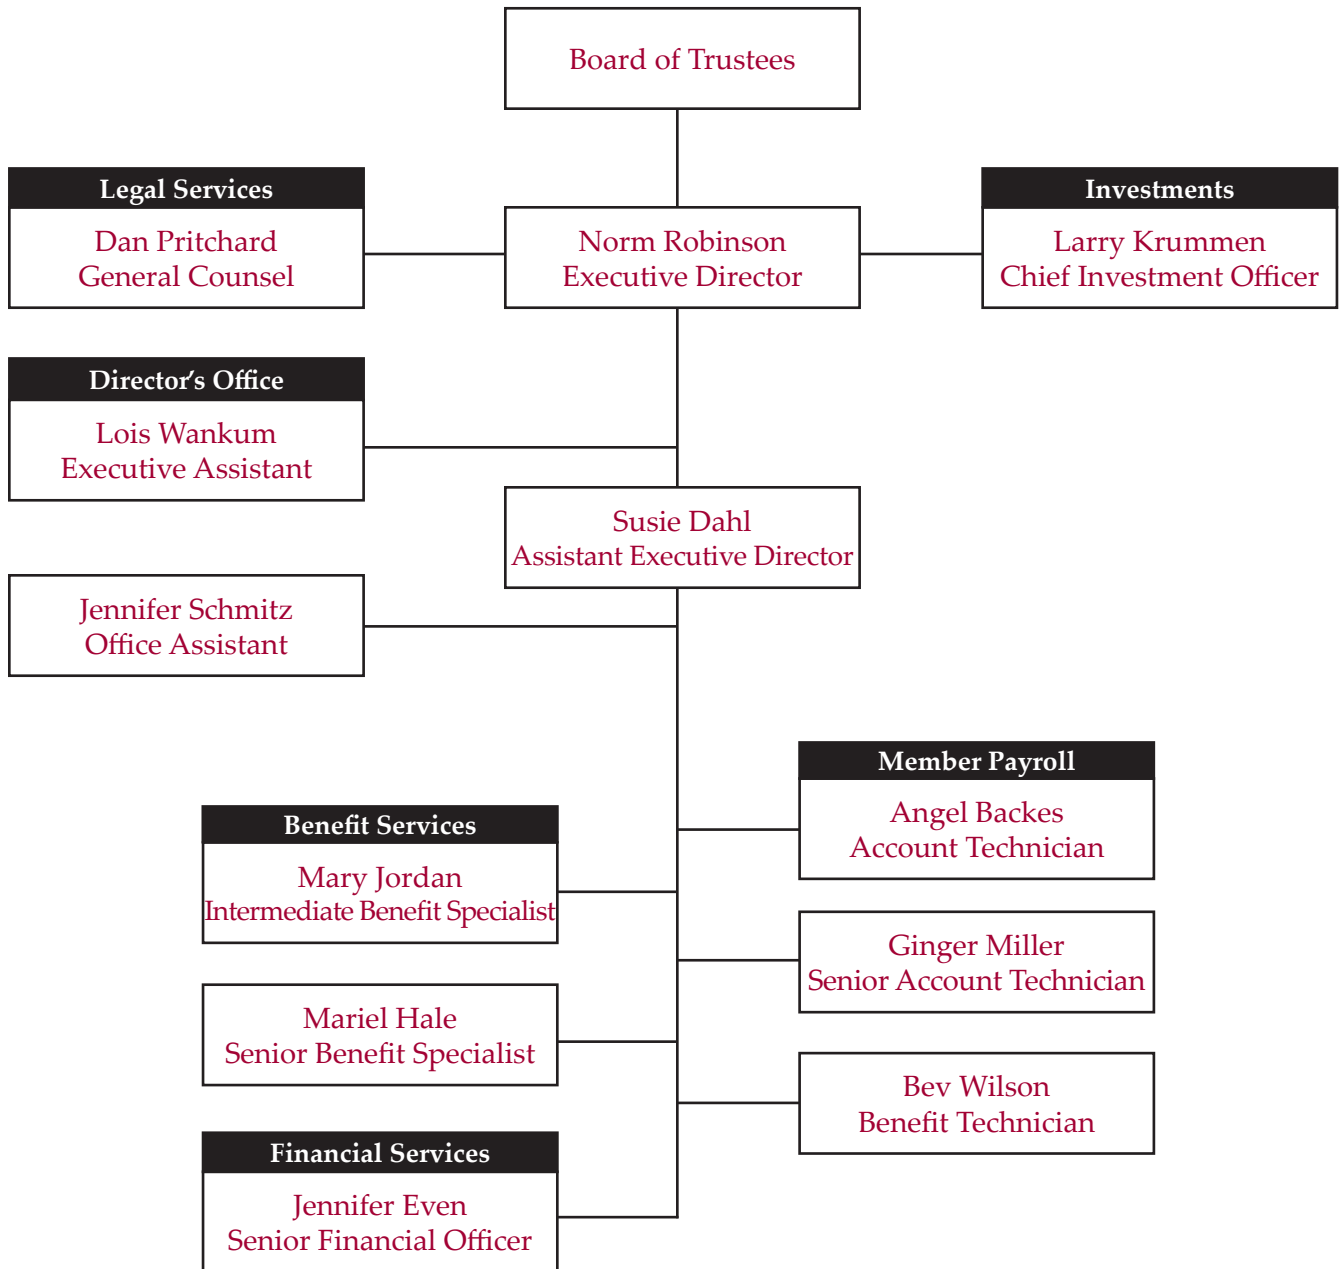 Board of Trustees
Legal Services
Dan Pritchard
General Counsel
Norm Robinson
Executive Director
Investments
Larry Krummen
Chief Investment Officer
Director's Office
Lois Wankum
Executive Assistant
Susie Dahl
Assistant Executive Director
Jennifer Schmitz
Office Assistant
Member Payroll
Angel Backes
Account Technician
Benefit Services
Mary Jordan
Intermediate Benefit Specialist
Ginger Miller
Senior Account Technician
Mariel Hale
Senior Benefit Specialist
Bev Wilson
Benefit Technician
Financial Services
Jennifer Even
Senior Financial Officer